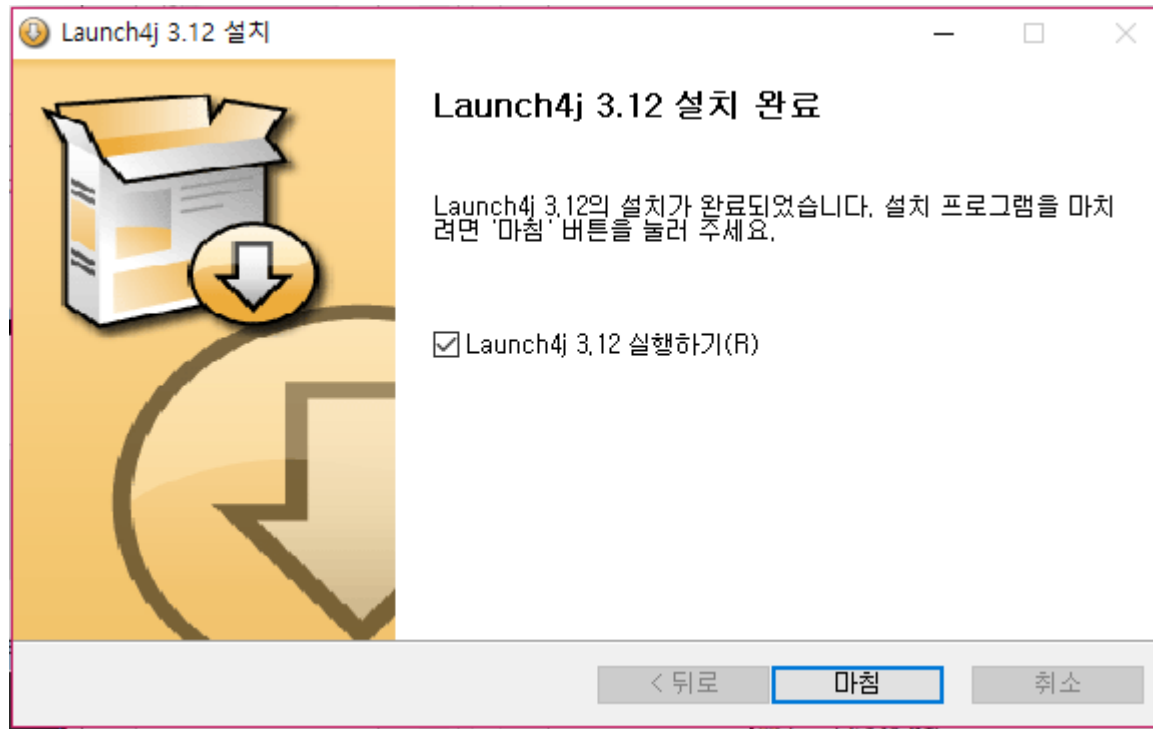 Launch4j 3.12 설치
Launch4j 3.12 설치 완료
Launch4j 3.12의 설치가 완료되었습니다. 설치 프로그램을 마치
려면 '마침' 버튼을 눌러 주세요.
Launch4j 3.12 실행하기(R)
< 뒤로
마침
취소